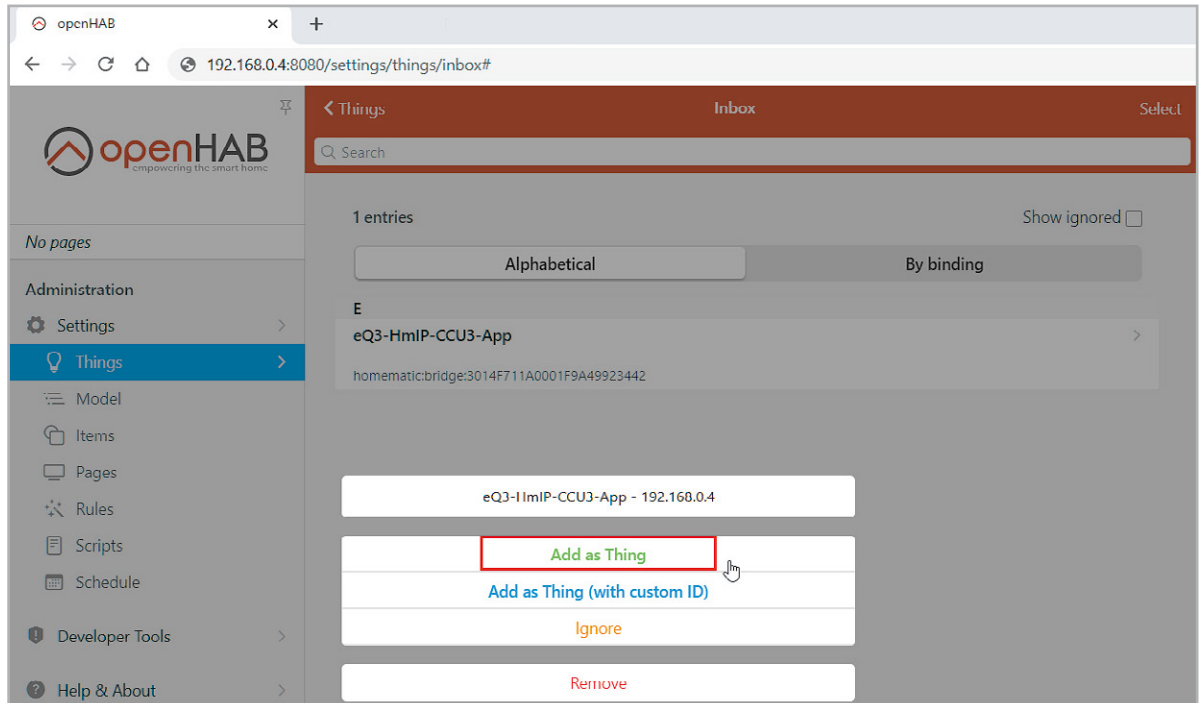 openHAB
192.168.0.4:8080/settings/things/inbox#
openHAB
empowering the smart home
No pages
Administration
Settings
Things
Model
Items
Pages
Rules
Scripts
Schedule
Developer Tools
Help & About
Things
Inbox
Select
Search
1 entries
Show ignored
Alphabetical
By binding
E
eQ3-HmIP-CCU3-App
homematic:bridge:3014F711A0001F9A49923442
eQ3-HmIP-CCU3-App - 192.168.0.4
Add as Thing
Add as Thing (with custom ID)
Ignore
Remove